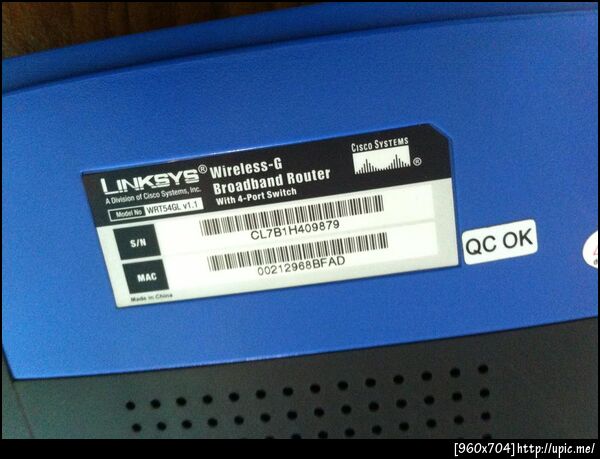 LINKSYS®
A Division of Cisco Systems, Inc.
Wireless-G
Broadband Router
With 4-Port Switch
CISCO SYSTEMS
®
Model No WRT54GL v1.1
S/N
CL7B1H409879
MAC
00212968BFAD
Made in China
QC OK
[960x704]http://upic.me/